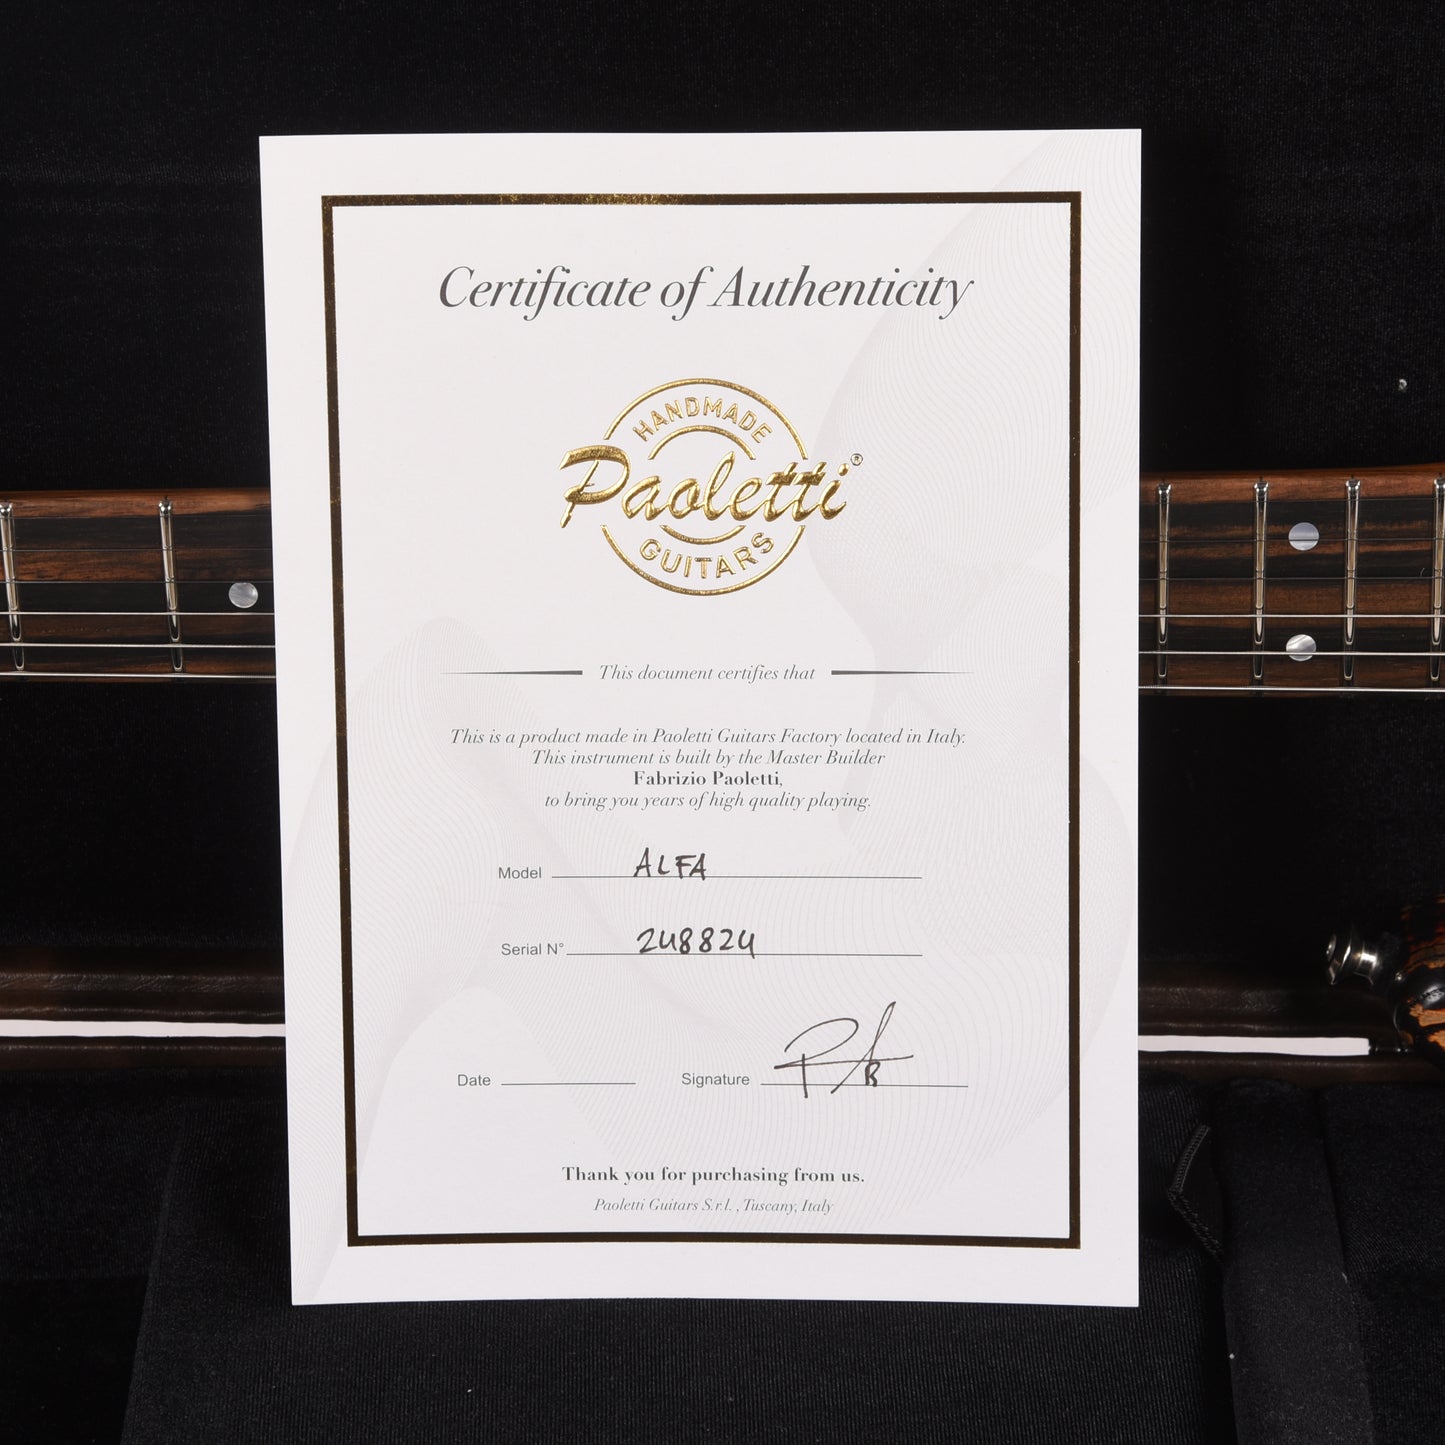 Certificate of Authenticity
HANDMADE
Paoletti®
GUITARS
This document certifies that
This is a product made in Paoletti Guitars Factory located in Italy.
This instrument is built by the Master Builder
Fabrizio Paoletti,
to bring you years of high quality playing.
Model ALFA
Serial N° 248824
Date Signature
Thank you for purchasing from us.
Paoletti Guitars S.r.l. , Tuscany, Italy